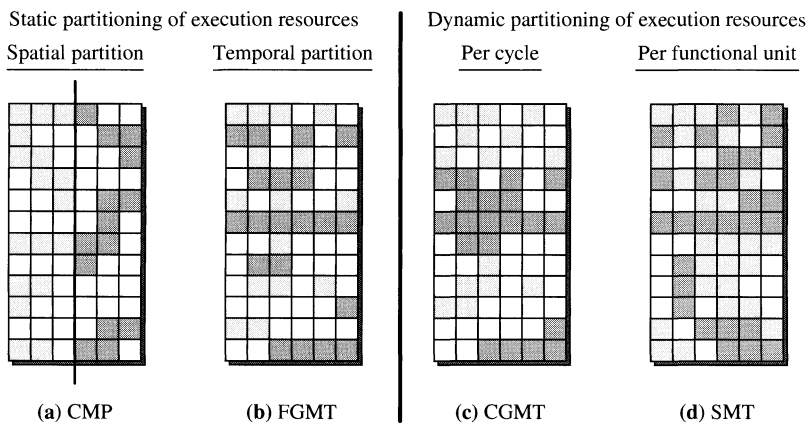 Static partitioning of execution resources
Dynamic partitioning of execution resources
Spatial partition
Temporal partition
Per cycle
Per functional unit
(a) CMP
(b) FGMT
(c) CGMT
(d) SMT